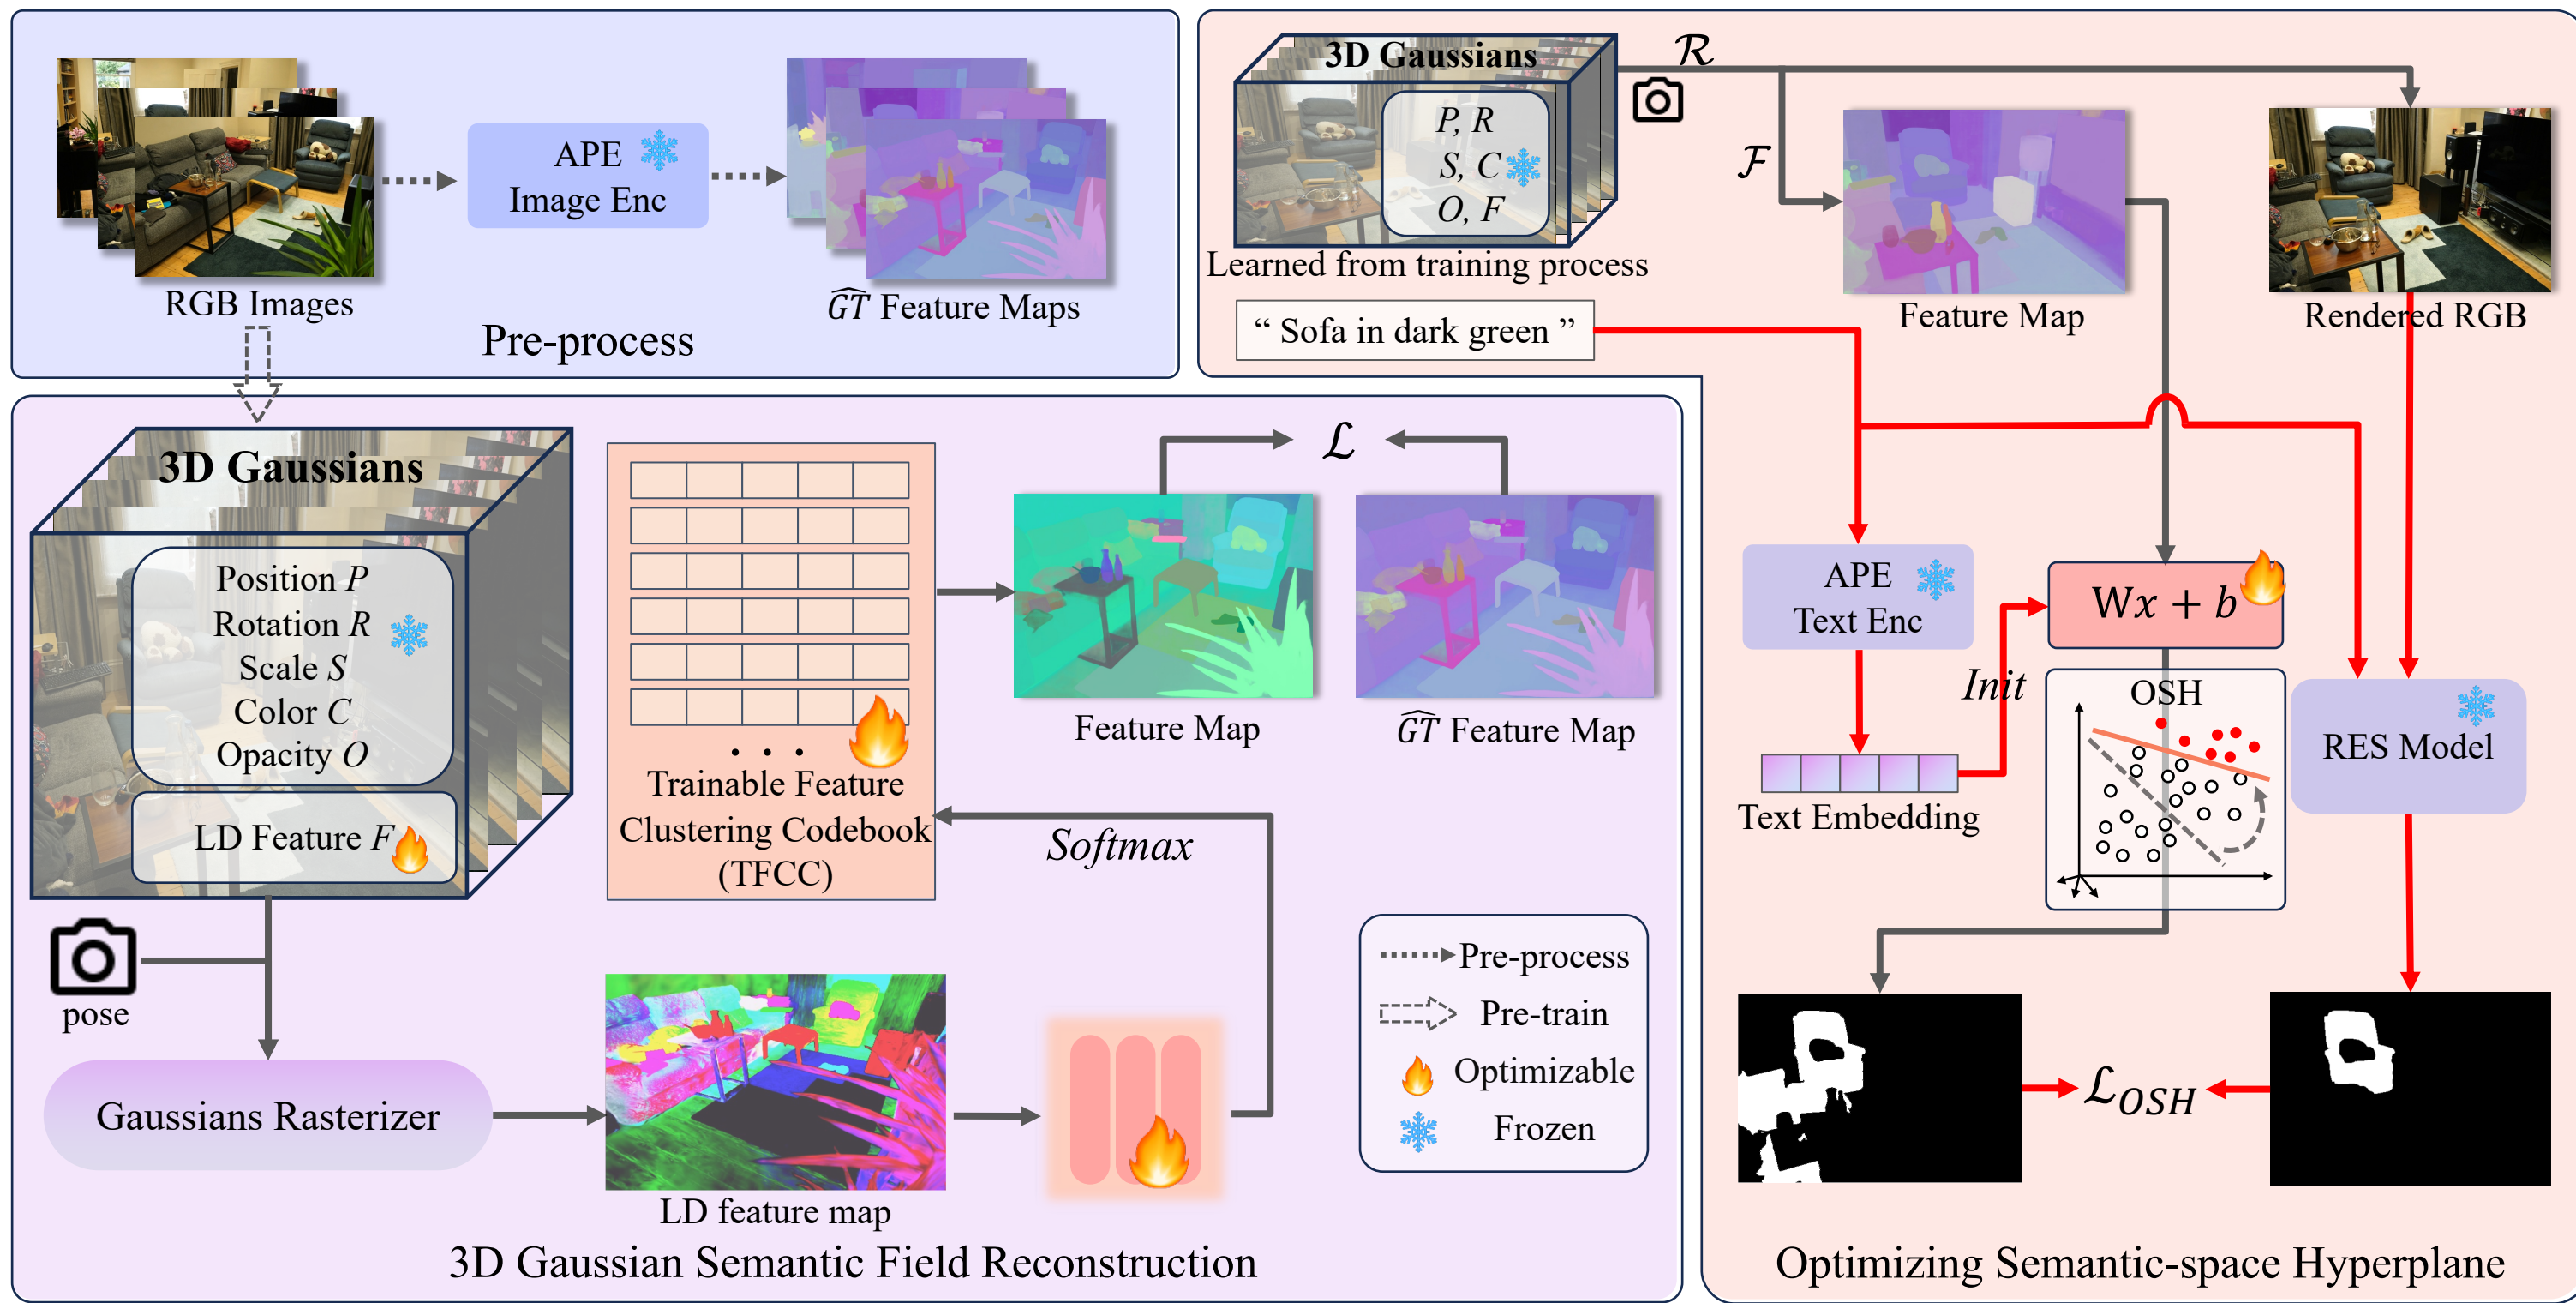 APE
Image Enc
RGB Images
$\widehat{GT}$ Feature Maps
Pre-process
3D Gaussians
P, R
S, C
O, F
Learned from training process
ℛ
ℱ
Feature Map
Rendered RGB
“ Sofa in dark green ”
3D Gaussians
Position P
Rotation R
Scale S
Color C
Opacity O
LD Feature F
pose
Gaussians Rasterizer
. . .
Trainable Feature
Clustering Codebook
(TFCC)
ℒ
Feature Map
$\widehat{GT}$ Feature Map
Softmax
LD feature map
Pre-process
Pre-train
Optimizable
Frozen
3D Gaussian Semantic Field Reconstruction
APE
Text Enc
Init
Text Embedding
Wx + b
OSH
RES Model
ℒ_OSH
Optimizing Semantic-space Hyperplane